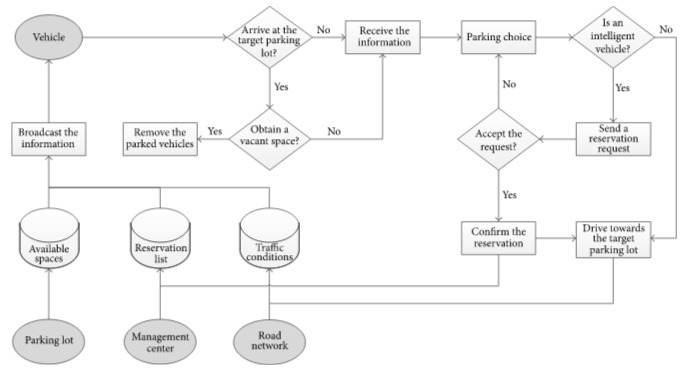 Vehicle
Arrive at the
target parking
lot?
No
Receive the
information
Parking choice
Is an
intelligent
vehicle?
No
Yes
No
Yes
Broadcast the
information
Remove the
parked vehicles
Yes
Obtain a
vacant space?
No
Accept the
request?
Send a
reservation
request
Yes
Available
spaces
Reservation
list
Traffic
conditions
Confirm the
reservation
Drive towards
the target
parking lot
Parking lot
Management
center
Road
network